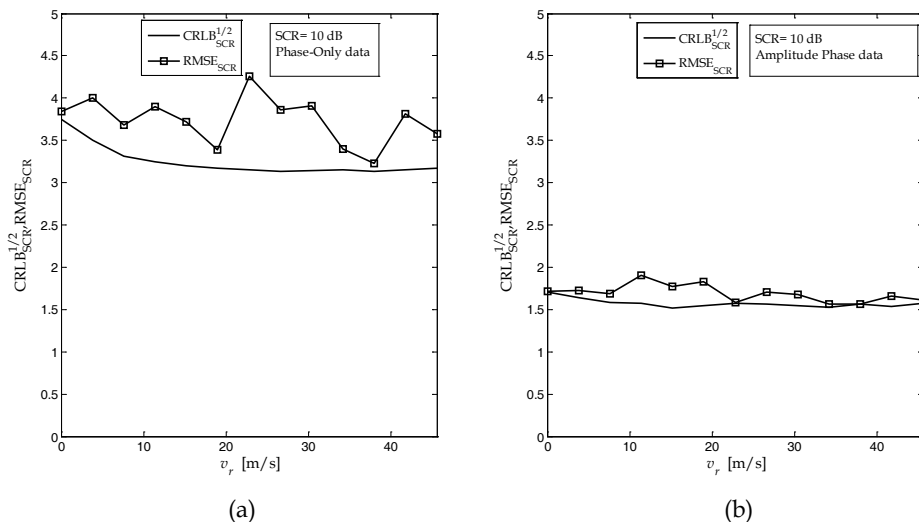 CRLB^{1/2}_{SCR}
RMSE_{SCR}
SCR= 10 dB
Phase-Only data
5
4.5
4
3.5
3
2.5
2
1.5
1
0.5
0
0 10 20 30 40
CRLB^{1/2}_{SCR},RMSE_{SCR}
v_r [m/s]
(a)
CRLB^{1/2}_{SCR}
RMSE_{SCR}
SCR= 10 dB
Amplitude Phase data
5
4.5
4
3.5
3
2.5
2
1.5
1
0.5
0
0 10 20 30 40
CRLB^{1/2}_{SCR},RMSE_{SCR}
v_r [m/s]
(b)